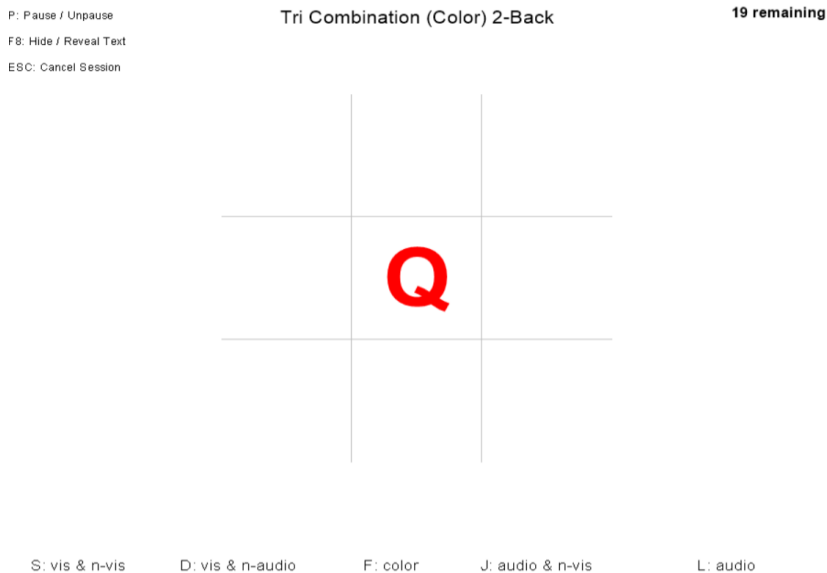 P: Pause / Unpause
Tri Combination (Color) 2-Back
19 remaining
F8: Hide / Reveal Text
ESC: Cancel Session
Q
S: vis & n-vis
D: vis & n-audio
F: color
J: audio & n-vis
L: audio